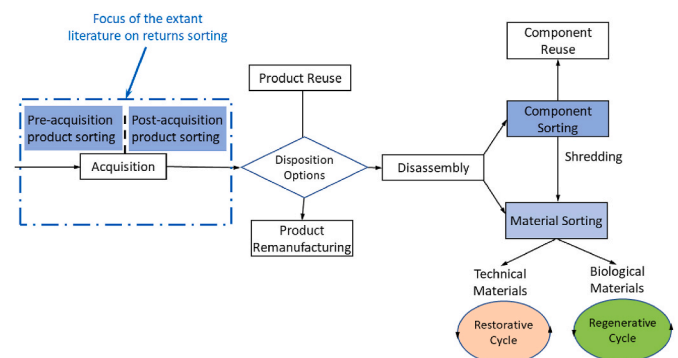 Focus of the extant
literature on returns sorting
Pre-acquisition
product sorting
Post-acquisition
product sorting
Acquisition
Product Reuse
Disposition
Options
Product
Remanufacturing
Disassembly
Component
Reuse
Component
Sorting
Shredding
Material Sorting
Technical
Materials
Biological
Materials
Restorative
Cycle
Regenerative
Cycle